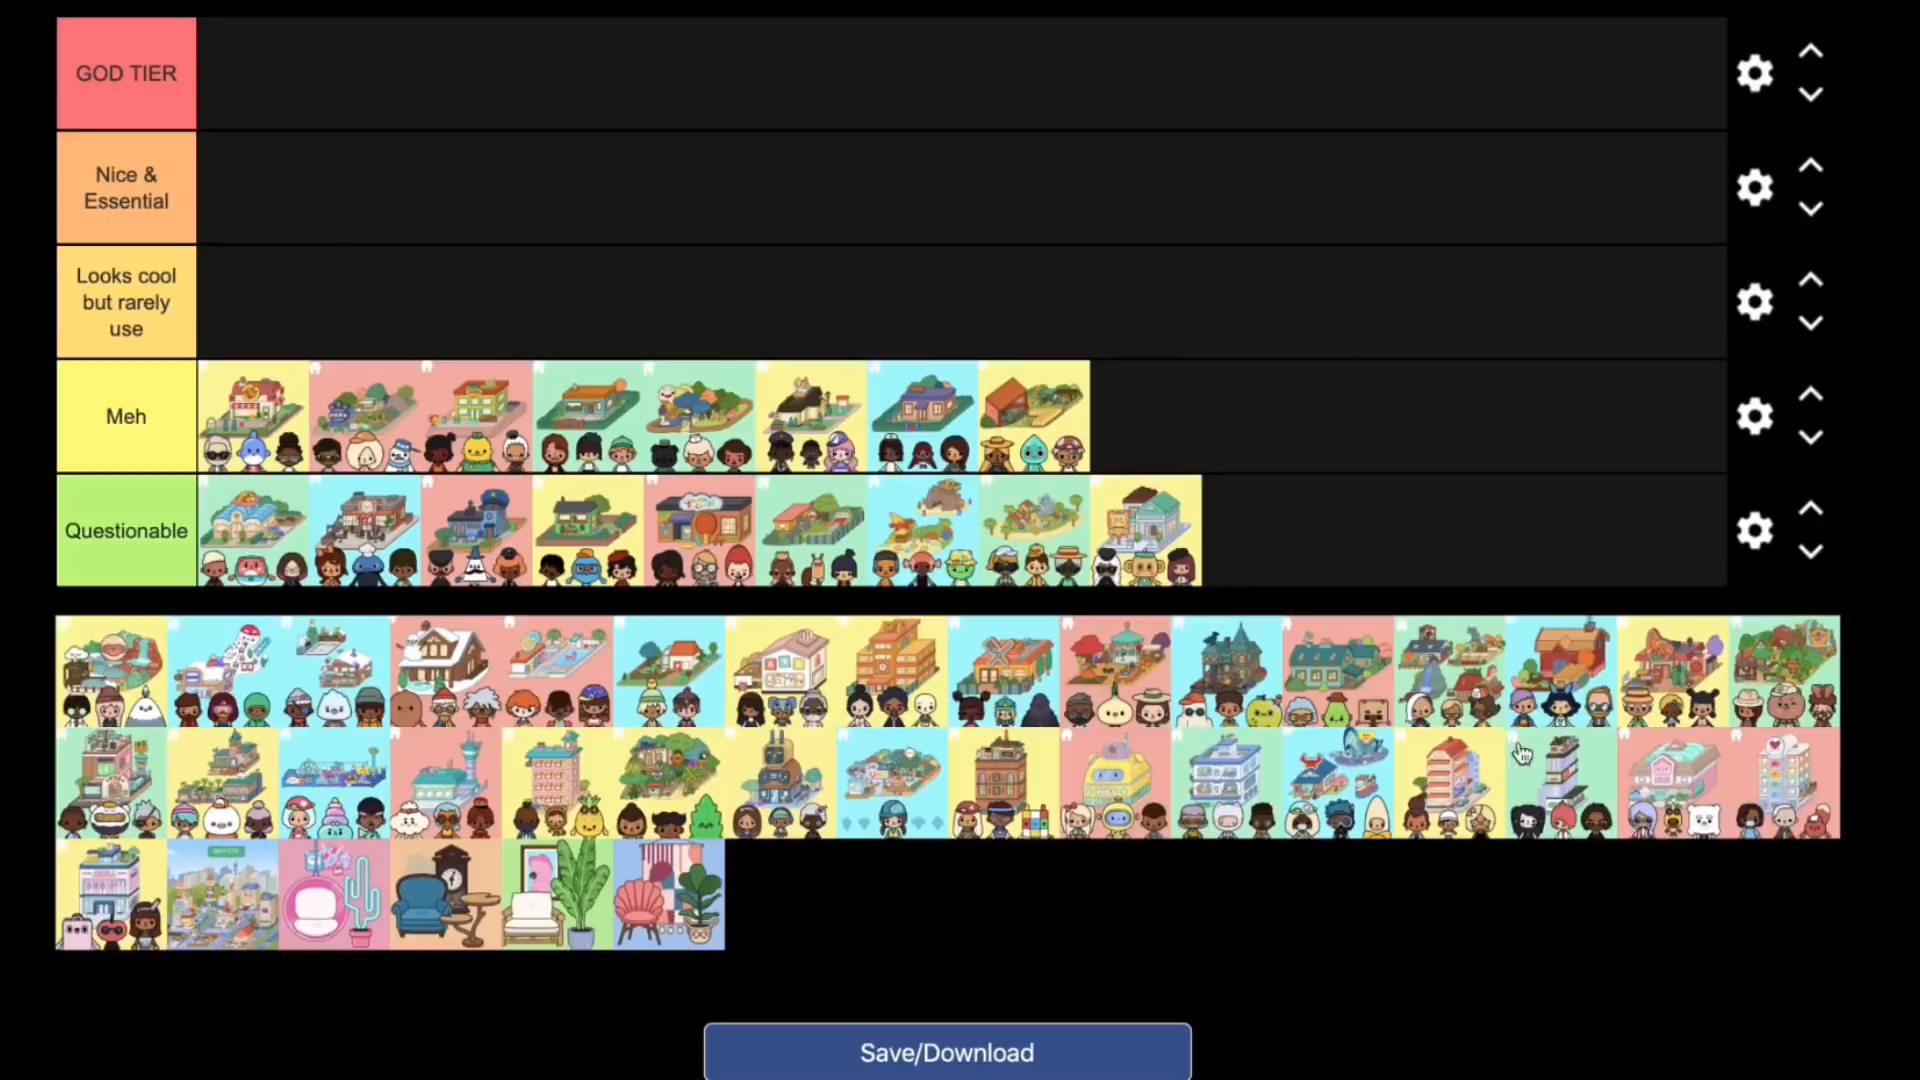 GOD TIER
Nice &
Essential
Looks cool
but rarely
use
Meh
Questionable
Save/Download